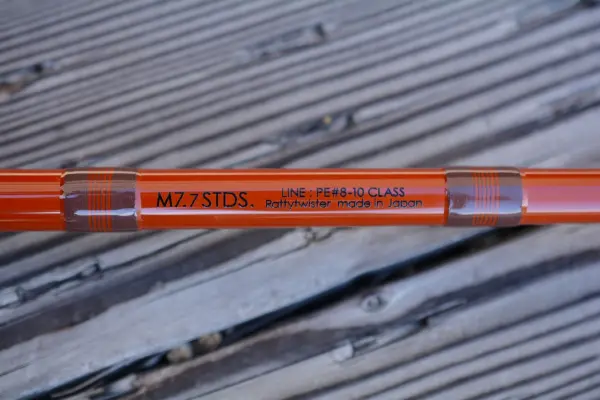 M7.7 STDS.
LINE : PE#8-10 CLASS
Rattytwister made in Japan